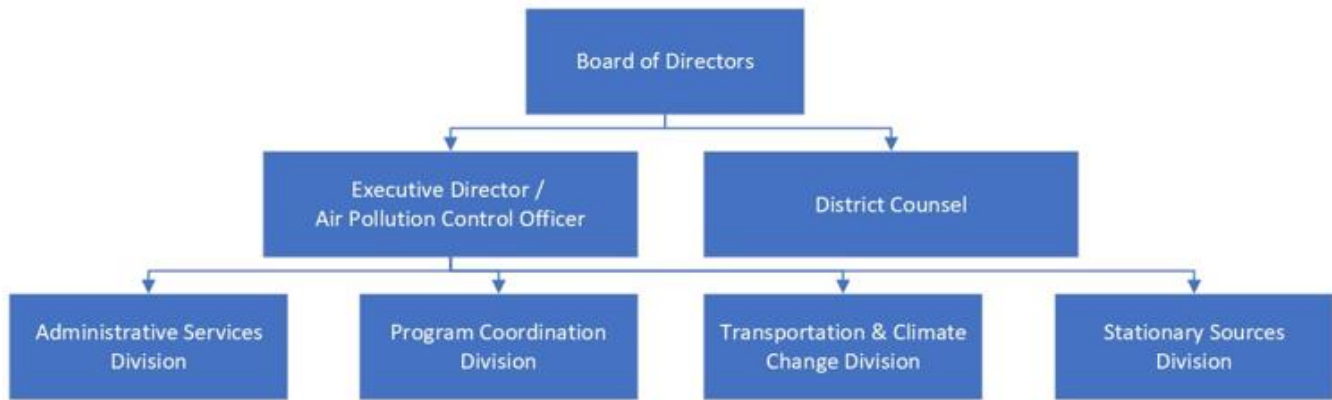 Board of Directors
Executive Director /
Air Pollution Control Officer
District Counsel
Administrative Services
Division
Program Coordination
Division
Transportation & Climate
Change Division
Stationary Sources
Division